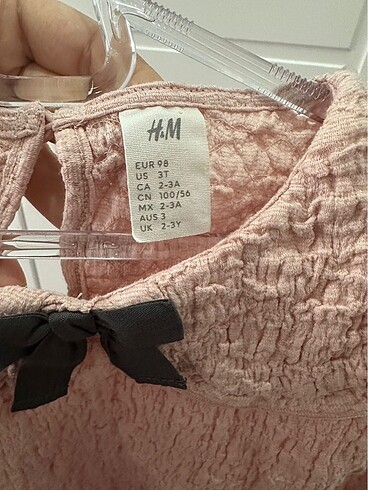 H&M
EUR 98
US 3T
CA 2-3A
CN 100/56
MX 2-3A
AUS 3
UK 2-3Y